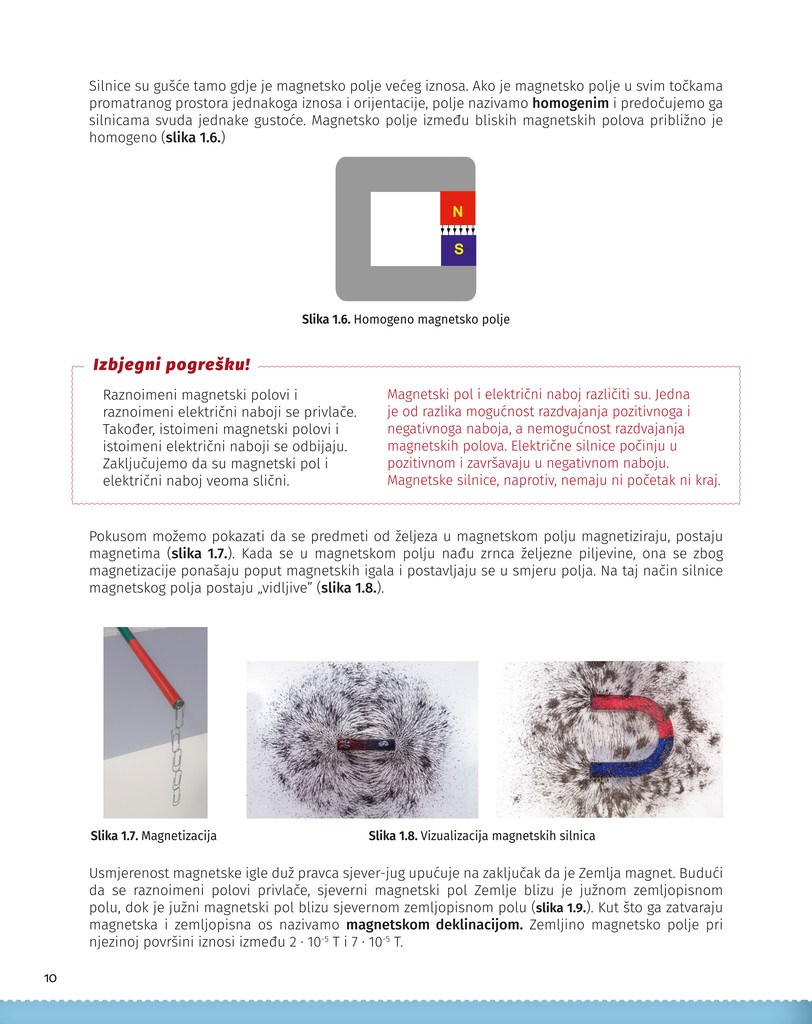 Silnice su gušće tamo gdje je magnetsko polje većeg iznosa. Ako je magnetsko polje u svim točkama
promatranog prostora jednakoga iznosa i orijentacije, polje nazivamo homogenim i predočujemo ga
silnicama svuda jednake gustoće. Magnetsko polje između bliskih magnetskih polova približno je
homogeno (slika 1.6.)
N
S
Slika 1.6. Homogeno magnetsko polje
Izbjegni pogrešku!
Raznoimeni magnetski polovi i
raznoimeni električni naboji se privlače.
Također, istoimeni magnetski polovi i
istoimeni električni naboji se odbijaju.
Zaključujemo da su magnetski pol i
električni naboj veoma slični.
Magnetski pol i električni naboj različiti su. Jedna
je od razlika mogućnost razdvajanja pozitivnoga i
negativnoga naboja, a nemogućnost razdvajanja
magnetskih polova. Električne silnice počinju u
pozitivnom i završavaju u negativnom naboju.
Magnetske silnice, naprotiv, nemaju ni početak ni kraj.
Pokusom možemo pokazati da se predmeti od željeza u magnetskom polju magnetiziraju, postaju
magnetima (slika 1.7.). Kada se u magnetskom polju nađu zrnca željezne piljevine, ona se zbog
magnetizacije ponašaju poput magnetskih igala i postavljaju se u smjeru polja. Na taj način silnice
magnetskog polja postaju „vidljive” (slika 1.8.).
Slika 1.7. Magnetizacija
Slika 1.8. Vizualizacija magnetskih silnica
Usmjerenost magnetske igle duž pravca sjever-jug upućuje na zaključak da je Zemlja magnet. Budući
da se raznoimeni polovi privlače, sjeverni magnetski pol Zemlje blizu je južnom zemljopisnom
polu, dok je južni magnetski pol blizu sjevernom zemljopisnom polu (slika 1.9.). Kut što ga zatvaraju
magnetska i zemljopisna os nazivamo magnetskom deklinacijom. Zemljino magnetsko polje pri
njezinoj površini iznosi između 2 · 10⁻⁵ T i 7 · 10⁻⁵ T.
10